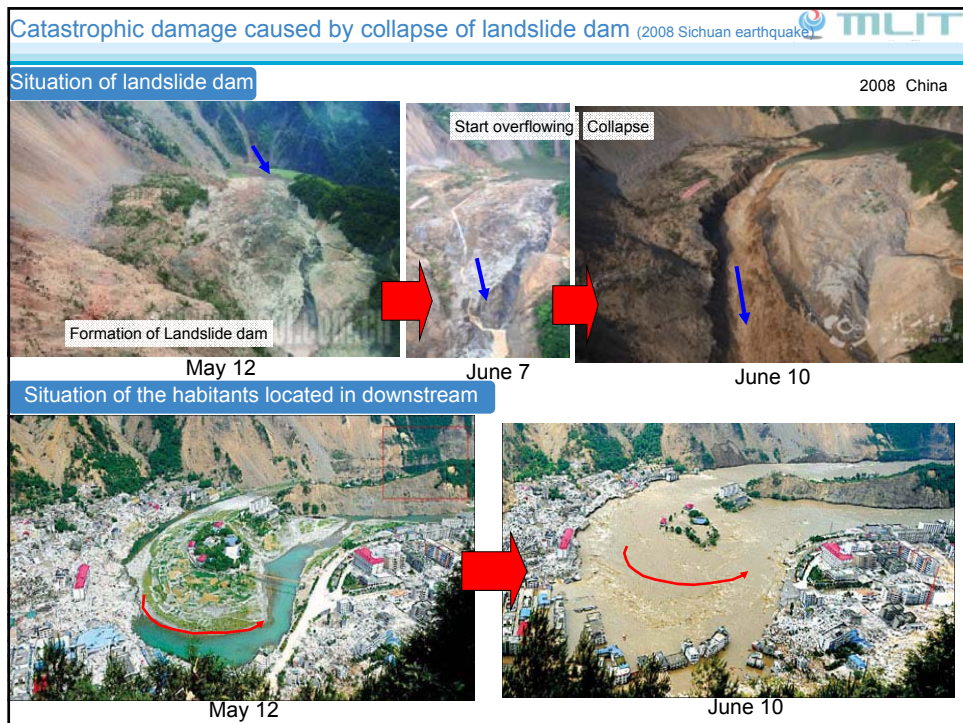 Catastrophic damage caused by collapse of landslide dam (2008 Sichuan earthquake)
MLIT
Situation of landslide dam
2008 China
Start overflowing
Collapse
Formation of Landslide dam
May 12
June 7
June 10
Situation of the habitants located in downstream
May 12
June 10